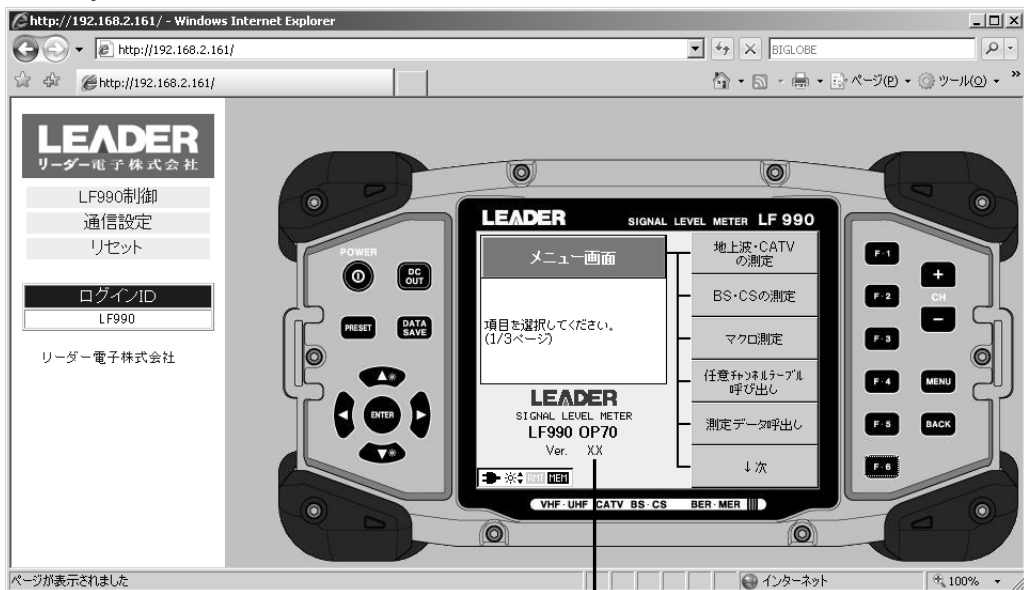 http://192.168.2.161/ - Windows Internet Explorer
http://192.168.2.161/
BIGLOBE
http://192.168.2.161/
ページ(P)
ツール(O)
»
LEADER
リーダー電子株式会社
LF990制御
通信設定
リセット
ログインID
LF990
リーダー電子株式会社
LEADER
SIGNAL LEVEL METER LF 990
POWER
DC OUT
PRESET
DATA SAVE
ENTER
メニュー画面
項目を選択してください。
(1/3ページ)
LEADER
SIGNAL LEVEL METER
LF990 OP70
Ver. XX
RMT MEM
地上波・CATV
の測定
BS・CSの測定
マクロ測定
任意チャンネルテーブル
呼び出し
測定データ呼出し
↓次
F・1
F・2
F・3
F・4
F・5
F・6
+
CH
−
MENU
BACK
VHF・UHF CATV BS・CS BER・MER
ページが表示されました
インターネット
100%